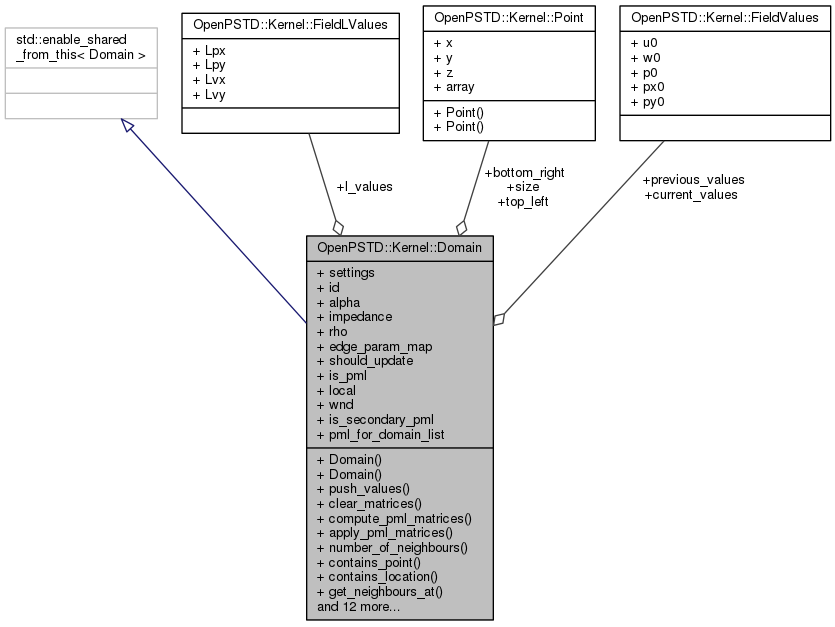 std::enable_shared
_from_this< Domain >
OpenPSTD::Kernel::FieldLValues
+ Lpx
+ Lpy
+ Lvx
+ Lvy
OpenPSTD::Kernel::Point
+ x
+ y
+ z
+ array
+ Point()
+ Point()
OpenPSTD::Kernel::FieldValues
+ u0
+ w0
+ p0
+ px0
+ py0
+l_values
+bottom_right
+size
+top_left
+previous_values
+current_values
OpenPSTD::Kernel::Domain
+ settings
+ id
+ alpha
+ impedance
+ rho
+ edge_param_map
+ should_update
+ is_pml
+ local
+ wnd
+ is_secondary_pml
+ pml_for_domain_list
+ Domain()
+ Domain()
+ push_values()
+ clear_matrices()
+ compute_pml_matrices()
+ apply_pml_matrices()
+ number_of_neighbours()
+ contains_point()
+ contains_location()
+ get_neighbours_at()
and 12 more...